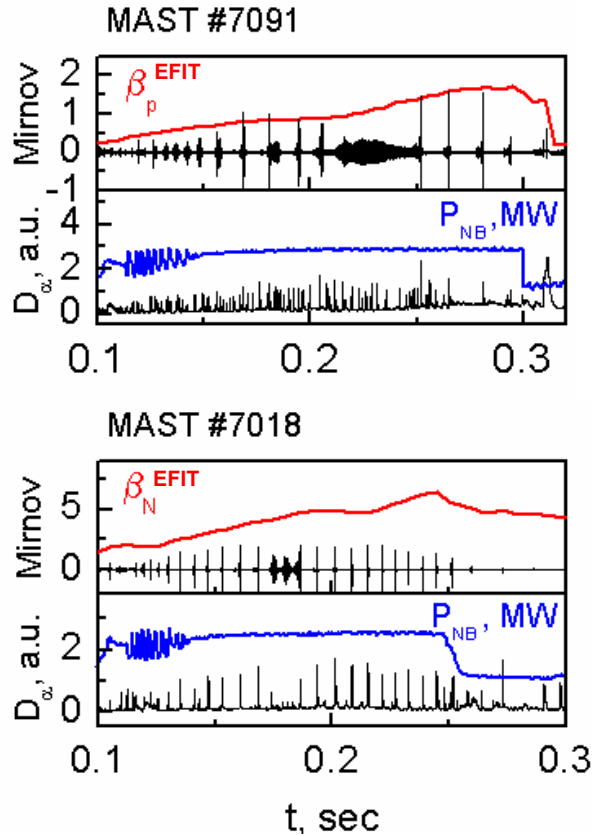 MAST #7091
2
1
0
-1
Mirnov
β_p^EFIT
4
2
0
D_α, a.u.
P_NB, MW
0.1 0.2 0.3
MAST #7018
5
0
Mirnov
β_N^EFIT
2
0
D_α, a.u.
P_NB, MW
0.1 0.2 0.3
t, sec